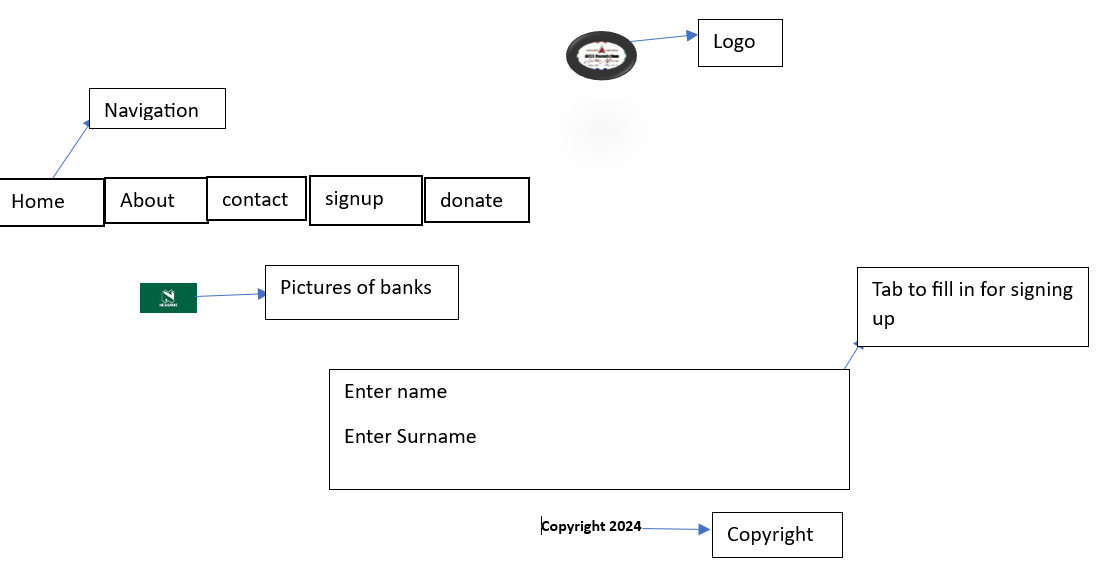 Logo
Navigation
Home
About
contact
signup
donate
Pictures of banks
Tab to fill in for signing
up
Enter name
Enter Surname
Copyright 2024
Copyright